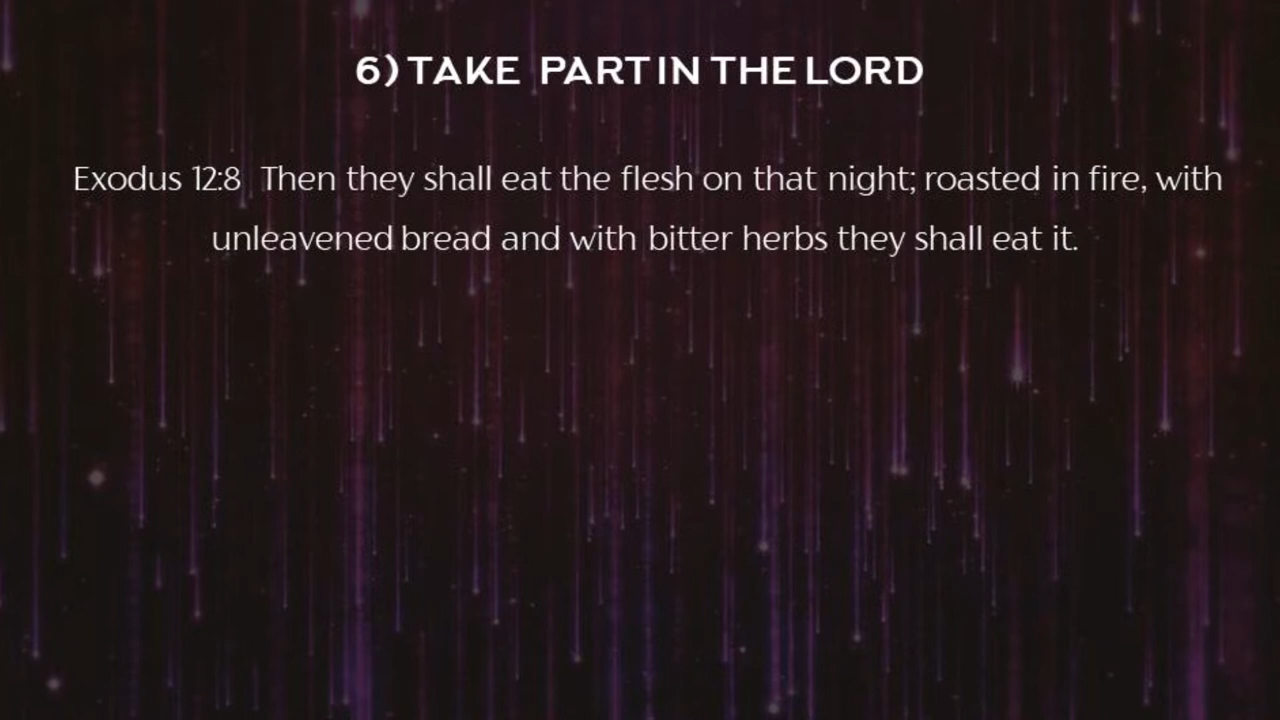 6) TAKE PART IN THE LORD
Exodus 12:8 Then they shall eat the flesh on that night; roasted in fire, with
unleavened bread and with bitter herbs they shall eat it.